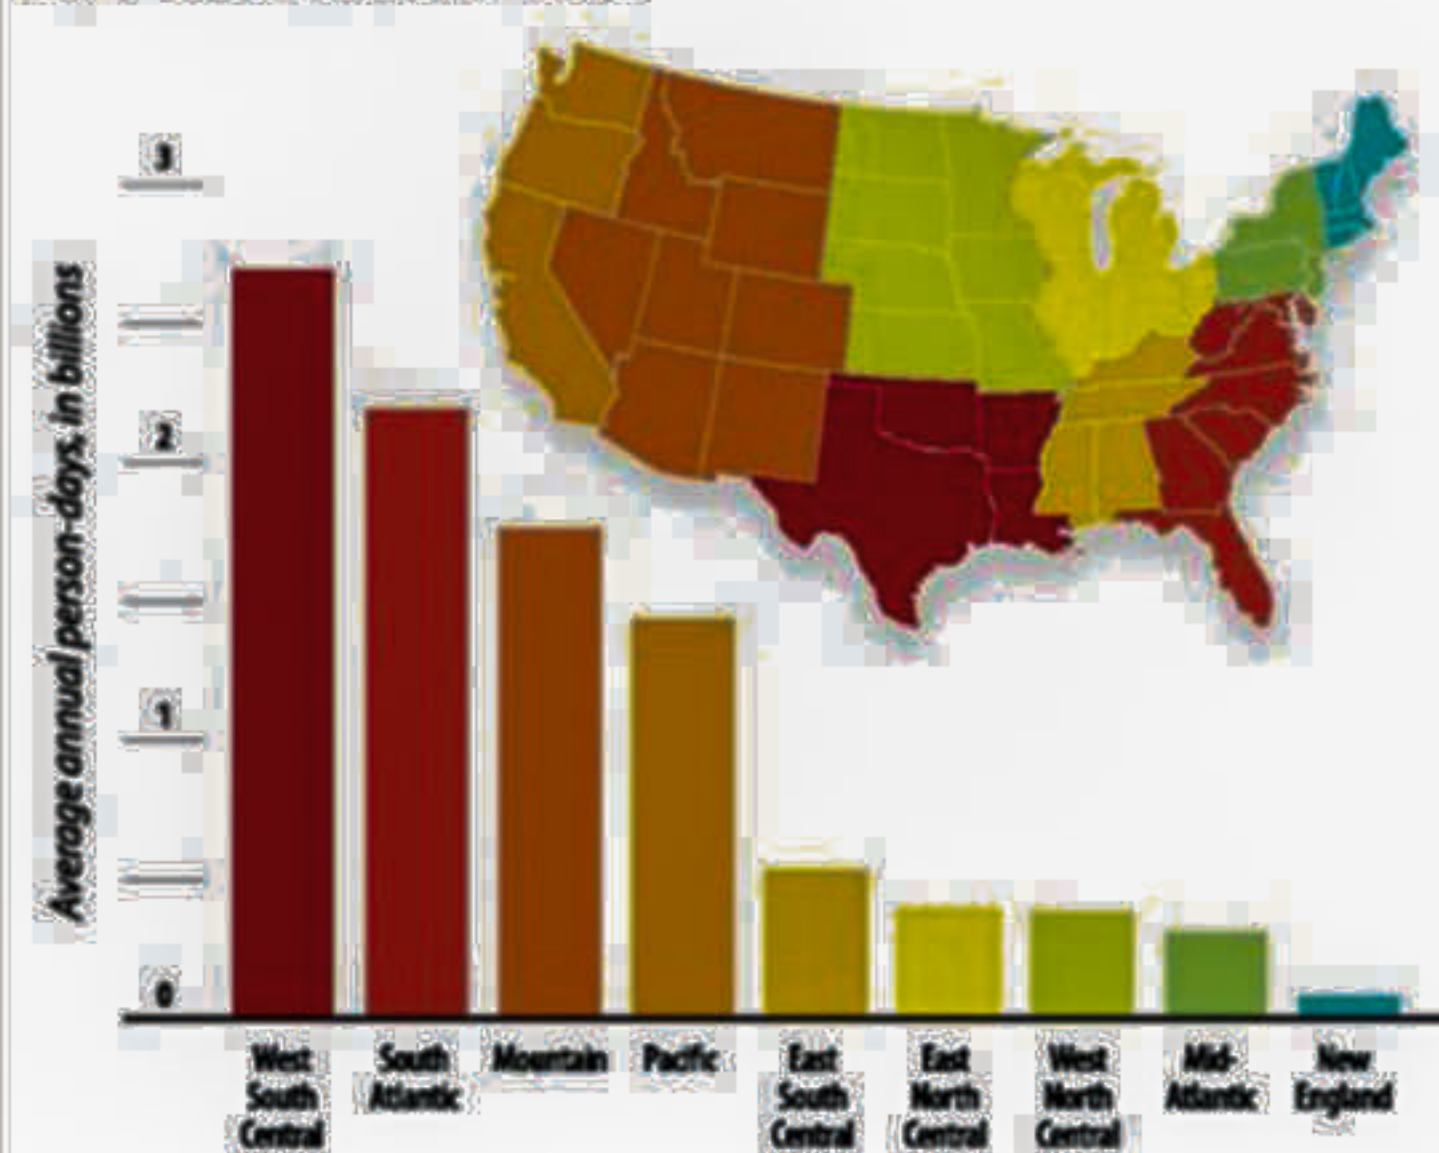 Average annual person-days, in billions
3
2
1
0
West South Central
South Atlantic
Mountain
Pacific
East South Central
East North Central
West North Central
Mid-Atlantic
New England